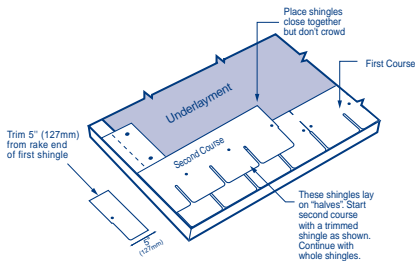 Place shingles
close together
but don't crowd
First Course
Underlayment
Trim 5" (127mm)
from rake end
of first shingle
Second Course
5"
(127mm)
These shingles lay
on "halves". Start
second course
with a trimmed
shingle as shown.
Continue with
whole shingles.